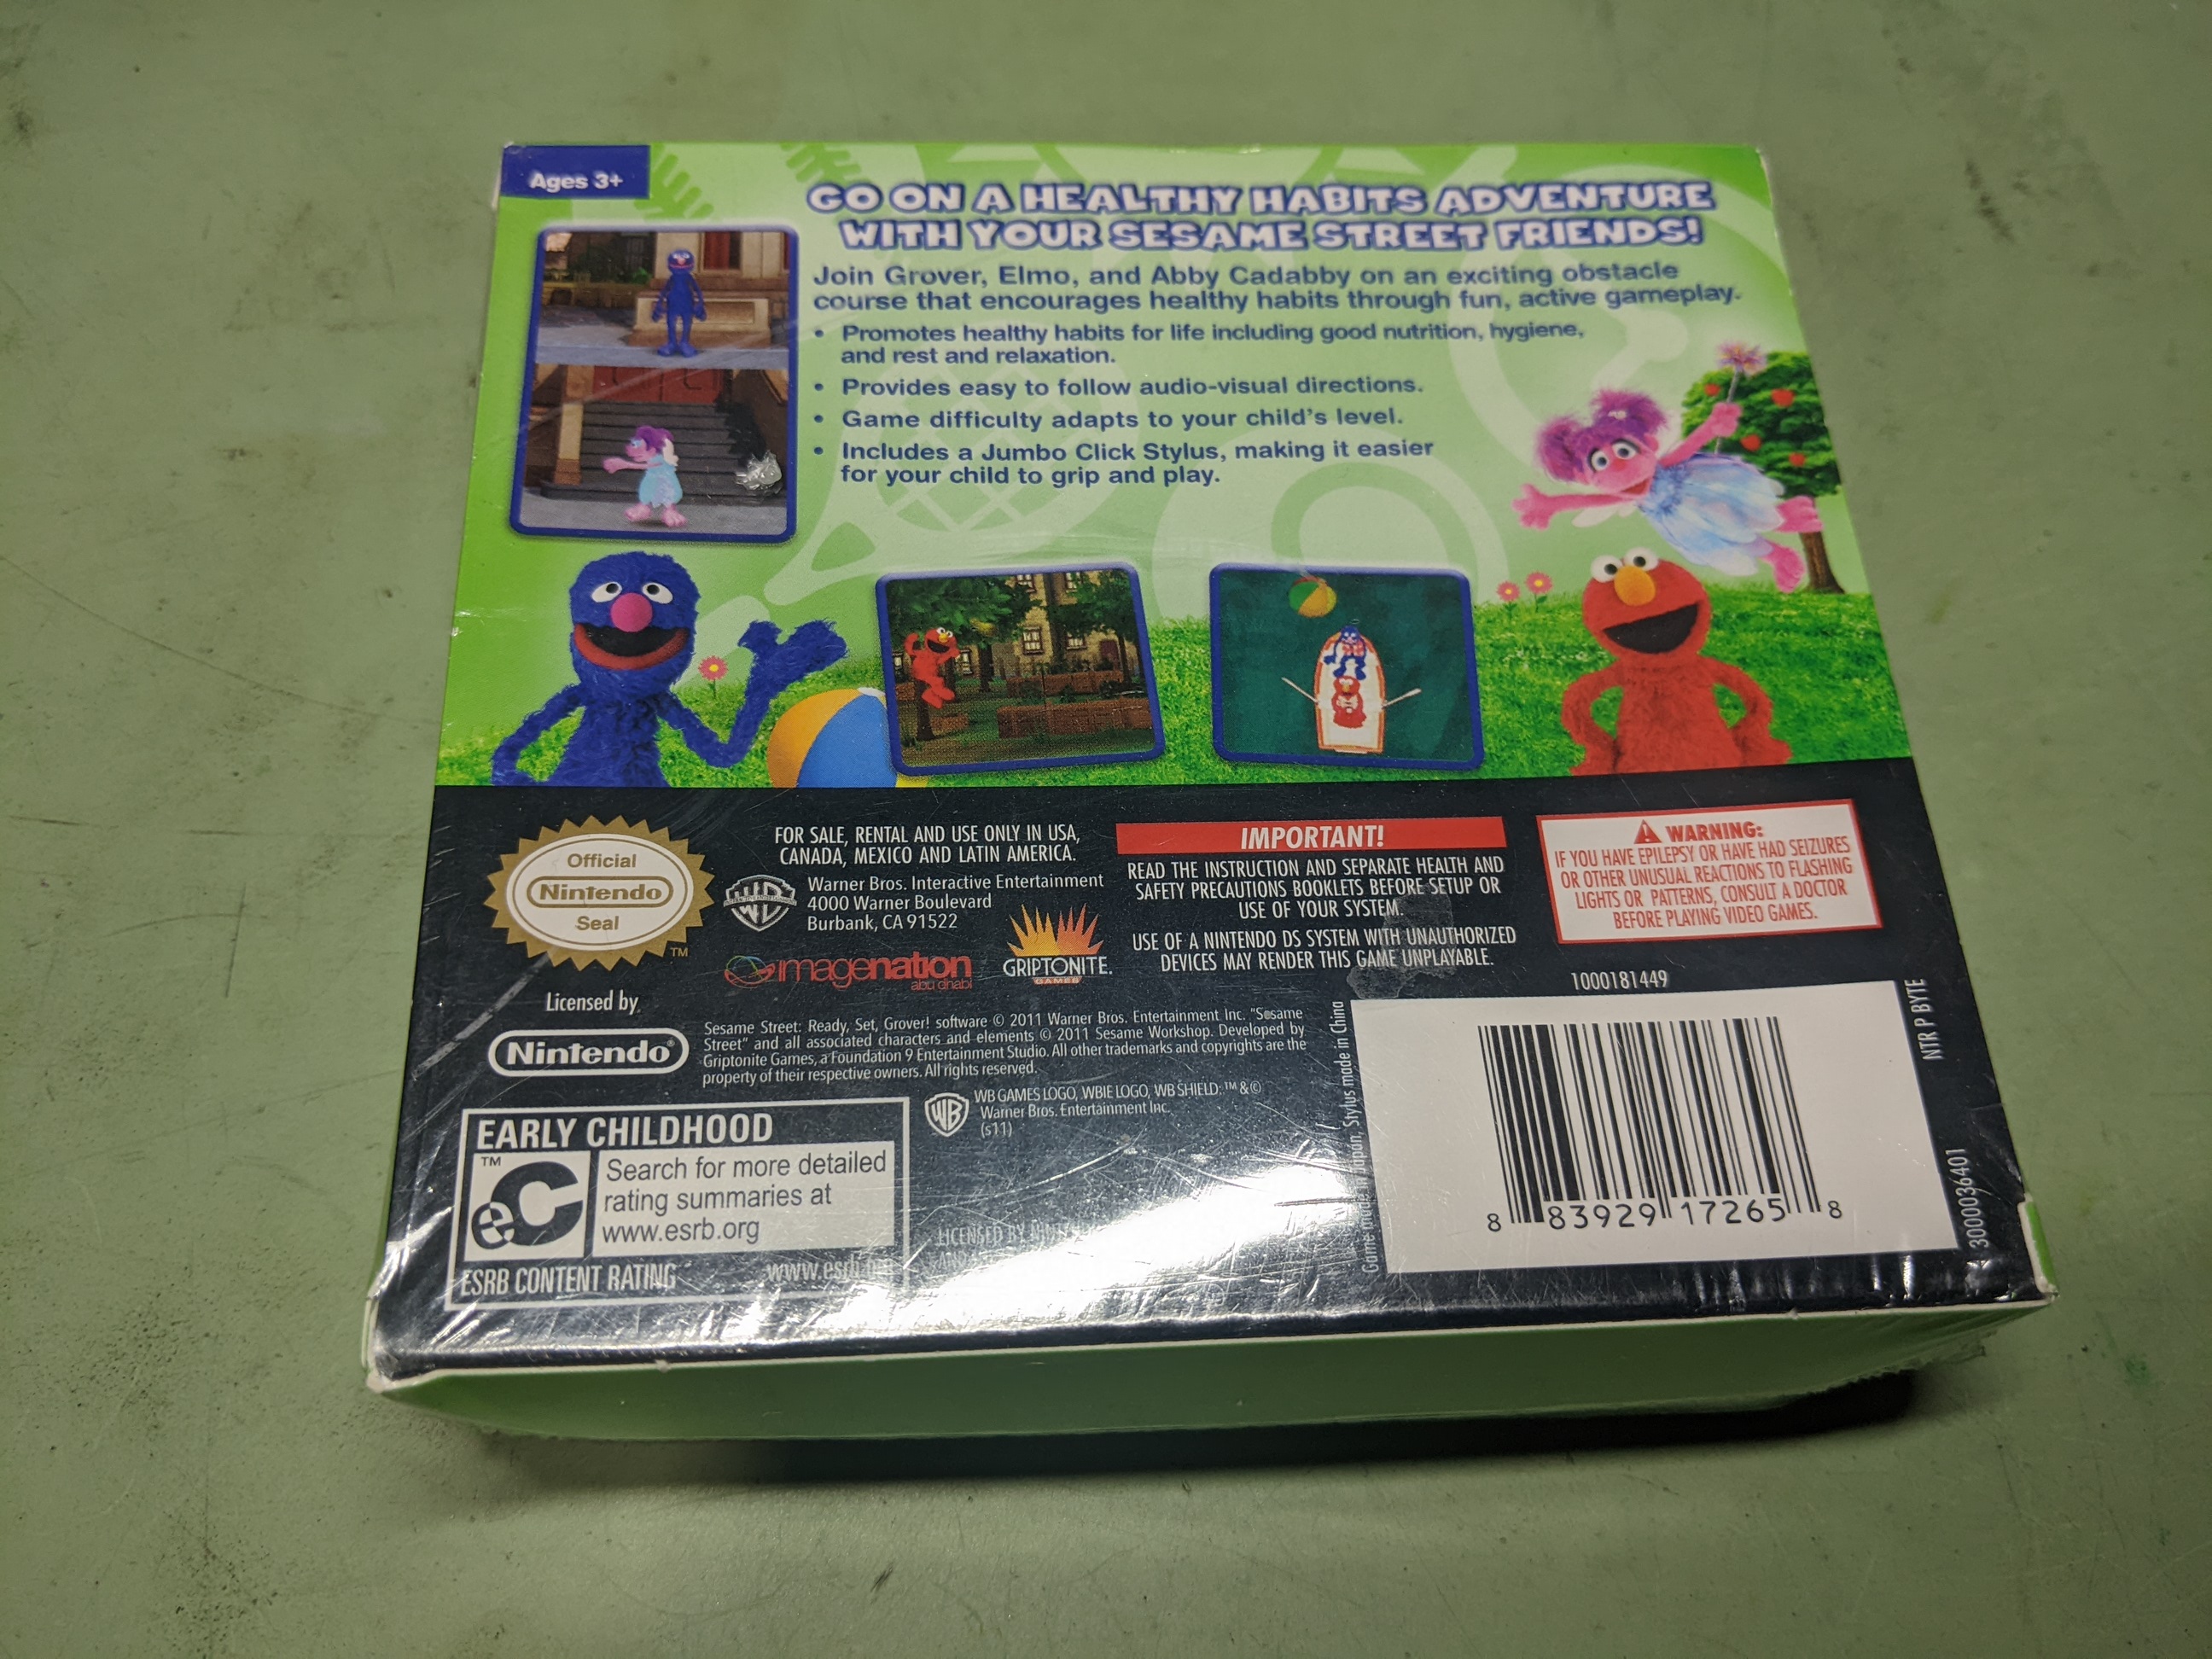 Ages 3+
GO ON A HEALTHY HABITS ADVENTURE
WITH YOUR SESAME STREET FRIENDS!
Join Grover, Elmo, and Abby Cadabby on an exciting obstacle
course that encourages healthy habits through fun, active gameplay.
• Promotes healthy habits for life including good nutrition, hygiene,
and rest and relaxation.
• Provides easy to follow audio-visual directions.
• Game difficulty adapts to your child's level.
• Includes a Jumbo Click Stylus, making it easier
for your child to grip and play.
Official
Nintendo
Seal
TM
Licensed by
Nintendo®
FOR SALE, RENTAL AND USE ONLY IN USA,
CANADA, MEXICO AND LATIN AMERICA.
WB
Warner Bros. Interactive Entertainment
4000 Warner Boulevard
Burbank, CA 91522
imagenation
abu dhabi
GRIPTONITE.
GAMES
IMPORTANT!
READ THE INSTRUCTION AND SEPARATE HEALTH AND
SAFETY PRECAUTIONS BOOKLETS BEFORE SETUP OR
USE OF YOUR SYSTEM.
USE OF A NINTENDO DS SYSTEM WITH UNAUTHORIZED
DEVICES MAY RENDER THIS GAME UNPLAYABLE.
WARNING:
IF YOU HAVE EPILEPSY OR HAVE HAD SEIZURES
OR OTHER UNUSUAL REACTIONS TO FLASHING
LIGHTS OR PATTERNS, CONSULT A DOCTOR
BEFORE PLAYING VIDEO GAMES.
Sesame Street: Ready, Set, Grover! software © 2011 Warner Bros. Entertainment Inc. "Sesame
Street" and all associated characters and elements © 2011 Sesame Workshop. Developed by
Griptonite Games, a Foundation 9 Entertainment Studio. All other trademarks and copyrights are the
property of their respective owners. All rights reserved.
WB
WB GAMES LOGO, WBIE LOGO, WB SHIELD: ™ & ©
Warner Bros. Entertainment Inc.
(s11)
EARLY CHILDHOOD
TM
eC
Search for more detailed
rating summaries at
www.esrb.org
ESRB CONTENT RATING
LICENSED BY
Game made in Japan, Stylus made in China
1000181449
8 83929 17265 8
NTR P BYTE
3000036401